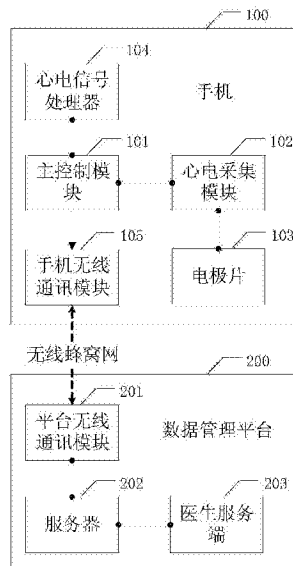 100
104
心电信号
处理器
手机
101
102
主控制模
块
心电采集
模块
105
103
手机无线
通讯模块
电极片
无线蜂窝网
200
201
平台无线
通讯模块
数据管理平台
202
203
服务器
医生服务
端